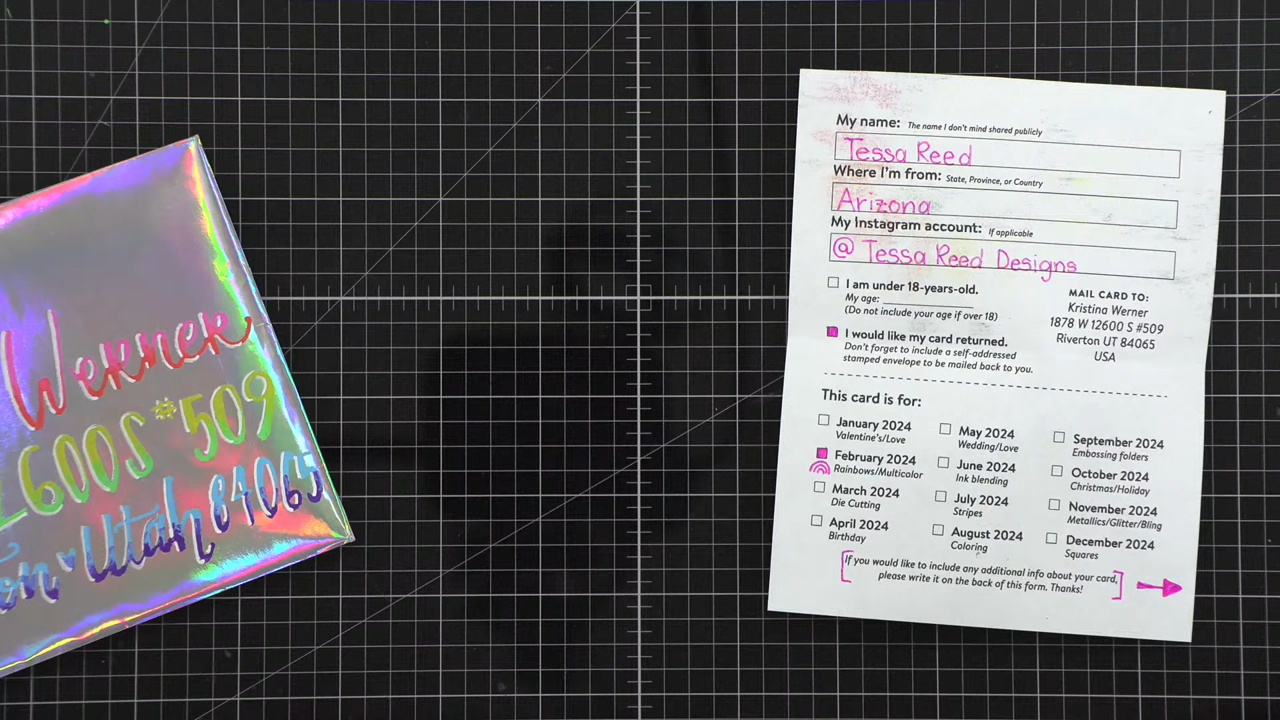 Werner
600S #509
on Utah 84065
My name: The name I don't mind shared publicly
Tessa Reed
Where I'm from: State, Province, or Country
Arizona
My Instagram account: If applicable
@ Tessa Reed Designs
I am under 18-years-old.
My age:
(Do not include your age if over 18)
I would like my card returned.
Don't forget to include a self-addressed
stamped envelope to be mailed back to you.
MAIL CARD TO:
Kristina Werner
1878 W 12600 S #509
Riverton UT 84065
USA
This card is for:
January 2024
Valentine's/Love
February 2024
Rainbows/Multicolor
March 2024
Die Cutting
April 2024
Birthday
May 2024
Wedding/Love
June 2024
Ink blending
July 2024
Stripes
August 2024
Coloring
September 2024
Embossing folders
October 2024
Christmas/Holiday
November 2024
Metallics/Glitter/Bling
December 2024
Squares
If you would like to include any additional info about your card,
please write it on the back of this form. Thanks!